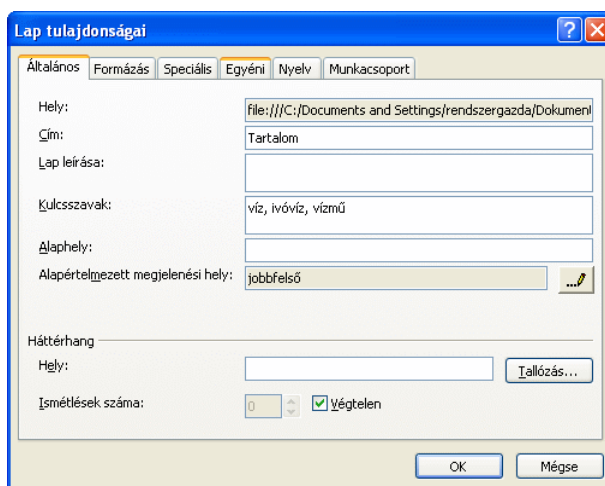 Lap tulajdonságai
Általános Formázás Speciális Egyéni Nyelv Munkacsoport
Hely: file:///C:/Documents and Settings/rendszergazda/Dokument
Cím: Tartalom
Lap leírása:
Kulcsszavak: víz, ivóvíz, vízmű
Alaphely:
Alapértelmezett megjelenési hely: jobbfelső ...
Háttérhang
Hely: Tallózás...
Ismétlések száma: 0 Végtelen
OK Mégse